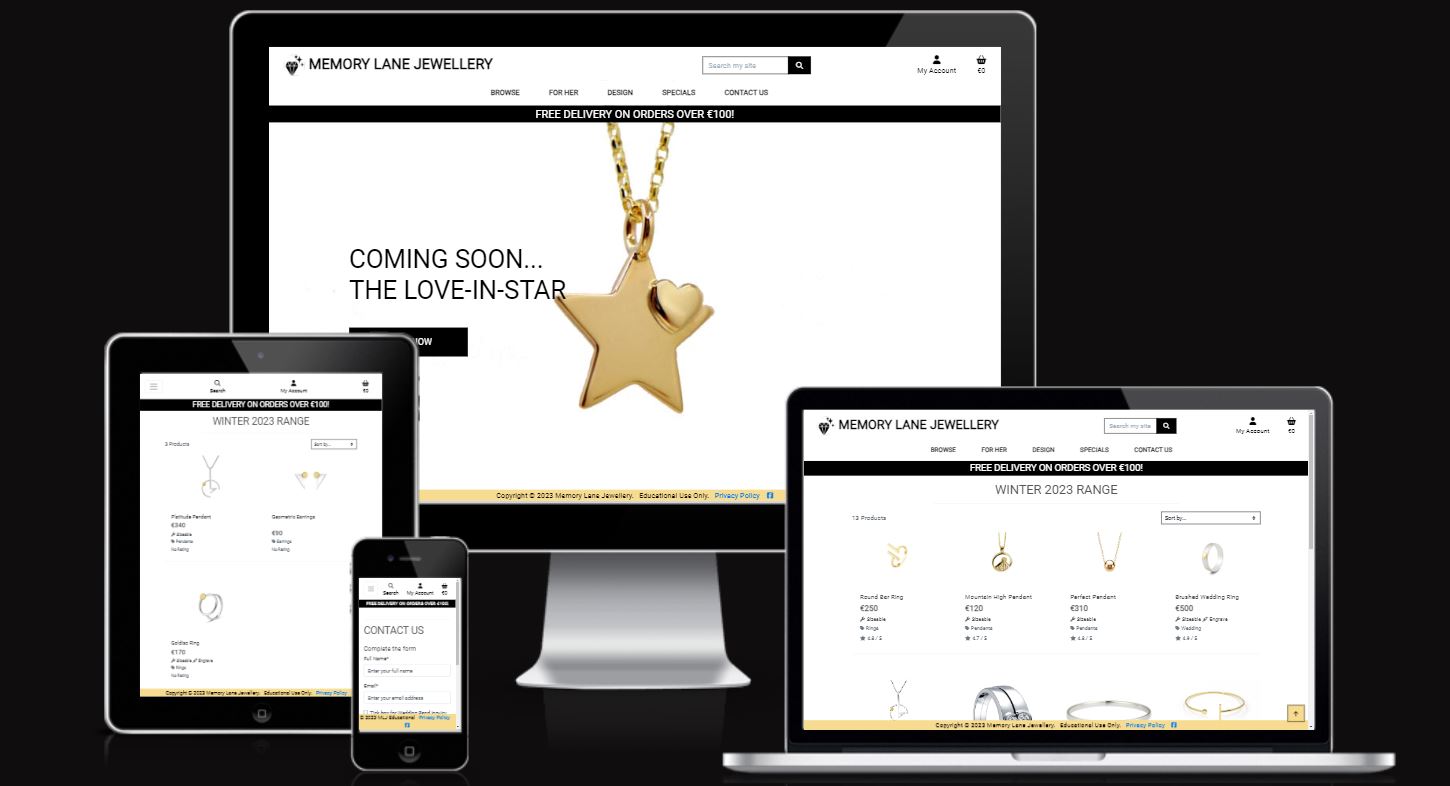 MEMORY LANE JEWELLERY
Search my site
My Account
€0
BROWSE FOR HER DESIGN SPECIALS CONTACT US
FREE DELIVERY ON ORDERS OVER €100!
COMING SOON...
THE LOVE-IN-STAR
NOW
Copyright © 2023 Memory Lane Jewellery. Educational Use Only. Privacy Policy
Search
My Account
€0
FREE DELIVERY ON ORDERS OVER €100!
WINTER 2023 RANGE
3 Products
Sort by...
Platitude Pendant
€340
Sizeable
Pendants
No Rating
Geometric Earrings
€90
Earrings
No Rating
Goldisc Ring
€170
Sizeable Engrave
Rings
No Rating
Copyright © 2023 Memory Lane Jewellery. Educational Use Only. Privacy Policy
Search
My Account
€0
FREE DELIVERY ON ORDERS OVER €100!
CONTACT US
Complete the form
Full Name*
Enter your full name
Email*
Enter your email address
Tick box for Wedding Band inquiry
© 2023 MLJ Educational Privacy Policy
MEMORY LANE JEWELLERY
Search my site
My Account
€0
BROWSE FOR HER DESIGN SPECIALS CONTACT US
FREE DELIVERY ON ORDERS OVER €100!
WINTER 2023 RANGE
13 Products
Sort by...
Round Bar Ring
€250
Sizeable
Rings
4.8 / 5
Mountain High Pendant
€120
Sizeable
Pendants
4.7 / 5
Perfect Pendant
€310
Sizeable
Pendants
4.8 / 5
Brushed Wedding Ring
€500
Sizeable Engrave
Wedding
4.9 / 5
Copyright © 2023 Memory Lane Jewellery. Educational Use Only. Privacy Policy